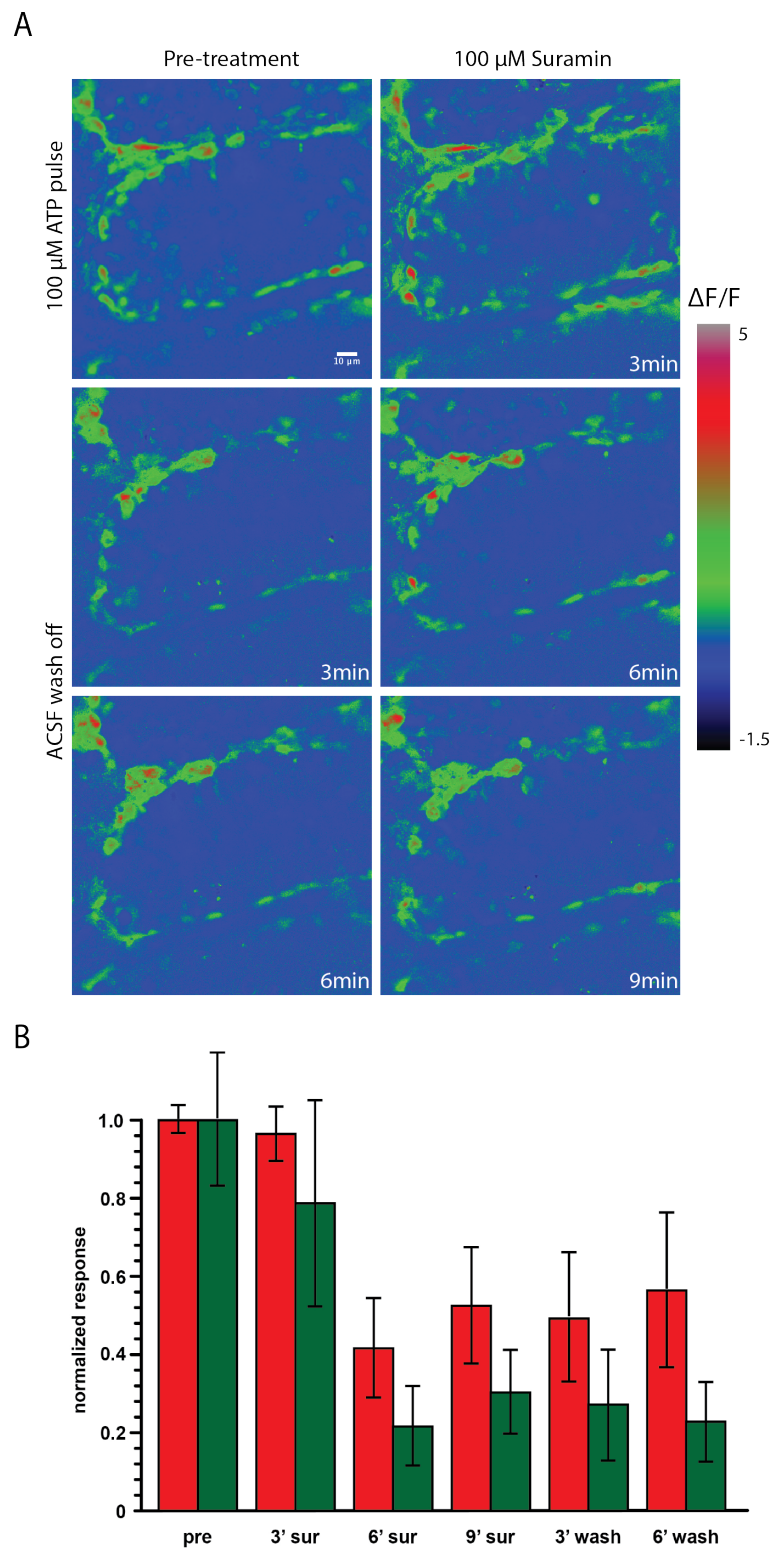 A
Pre-treatment
100 µM Suramin
100 µM ATP pulse
10 µm
3min
ΔF/F
5
-1.5
ACSF wash off
3min
6min
6min
9min
B
normalized response
1.0
0.8
0.6
0.4
0.2
0
pre
3’ sur
6’ sur
9’ sur
3’ wash
6’ wash